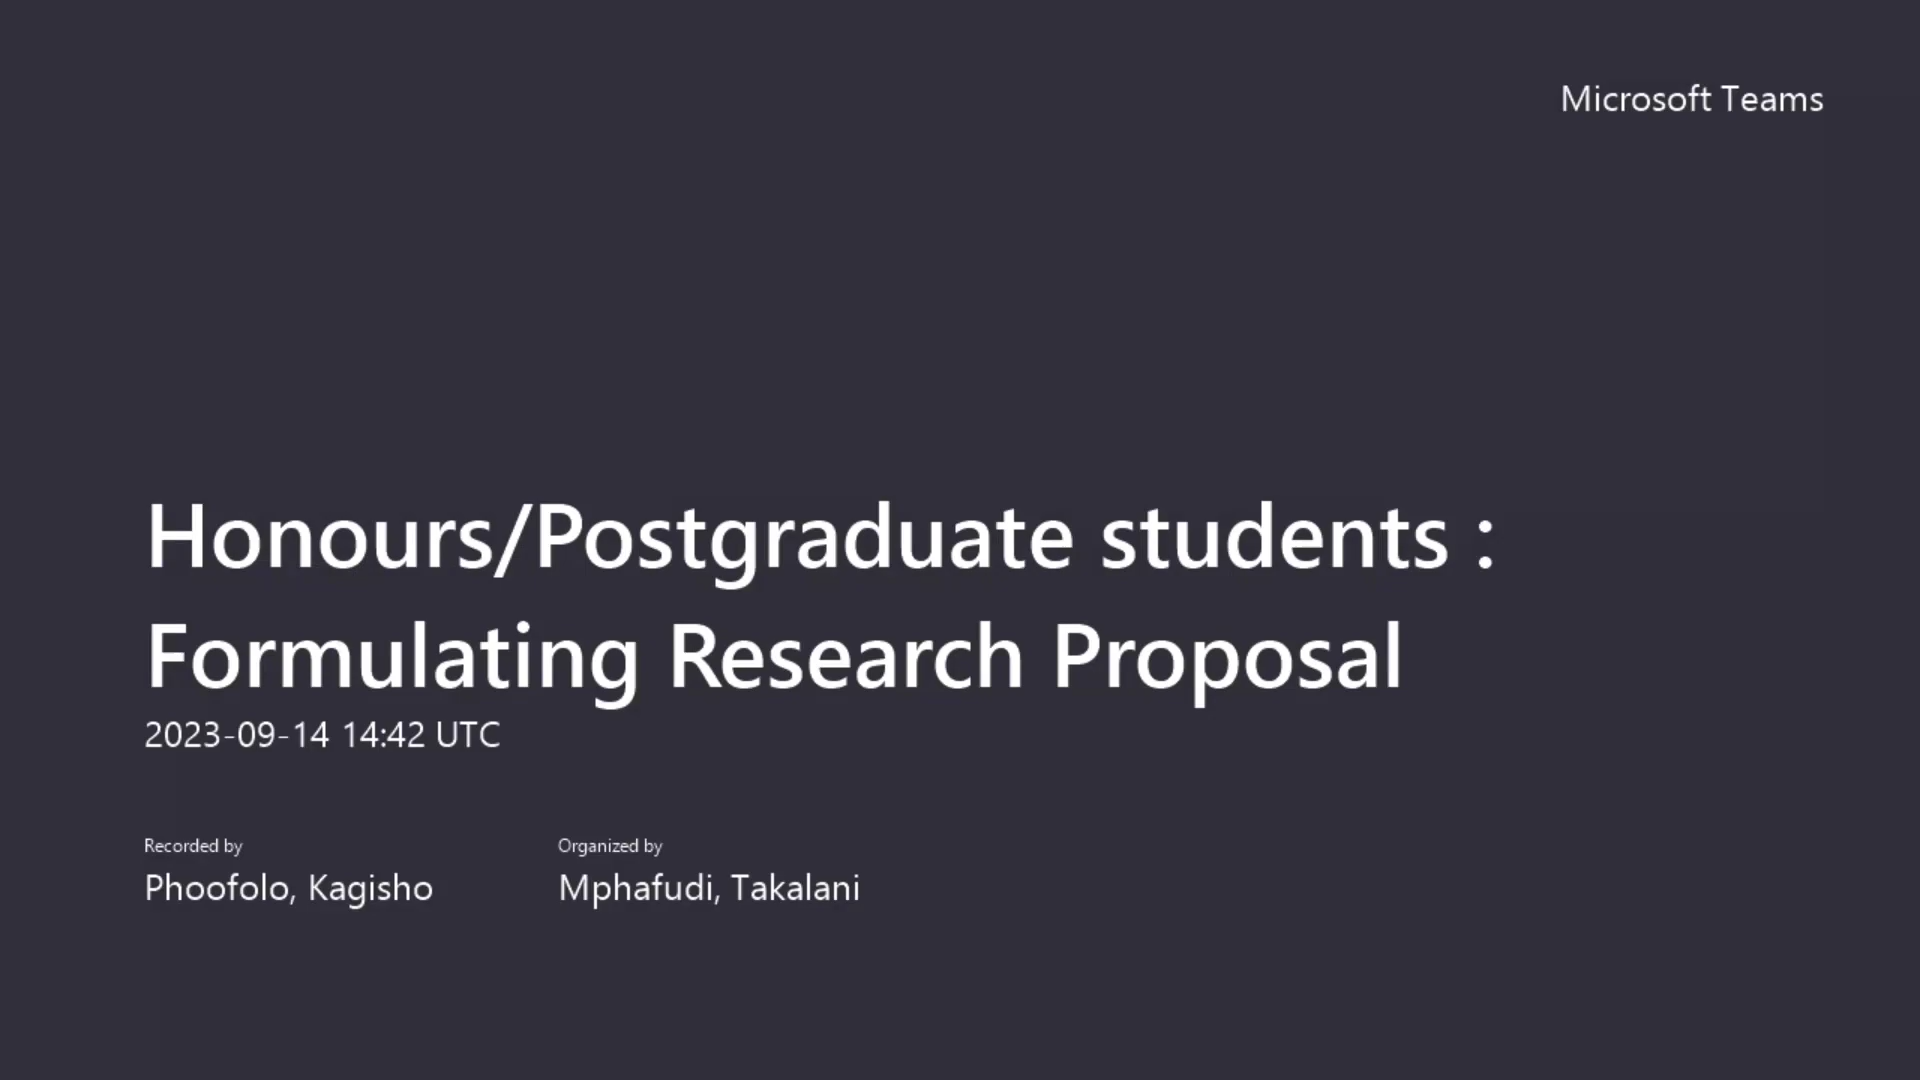 Microsoft Teams
Honours/Postgraduate students :
Formulating Research Proposal
2023-09-14 14:42 UTC
Recorded by
Phoofolo, Kagisho
Organized by
Mphafudi, Takalani